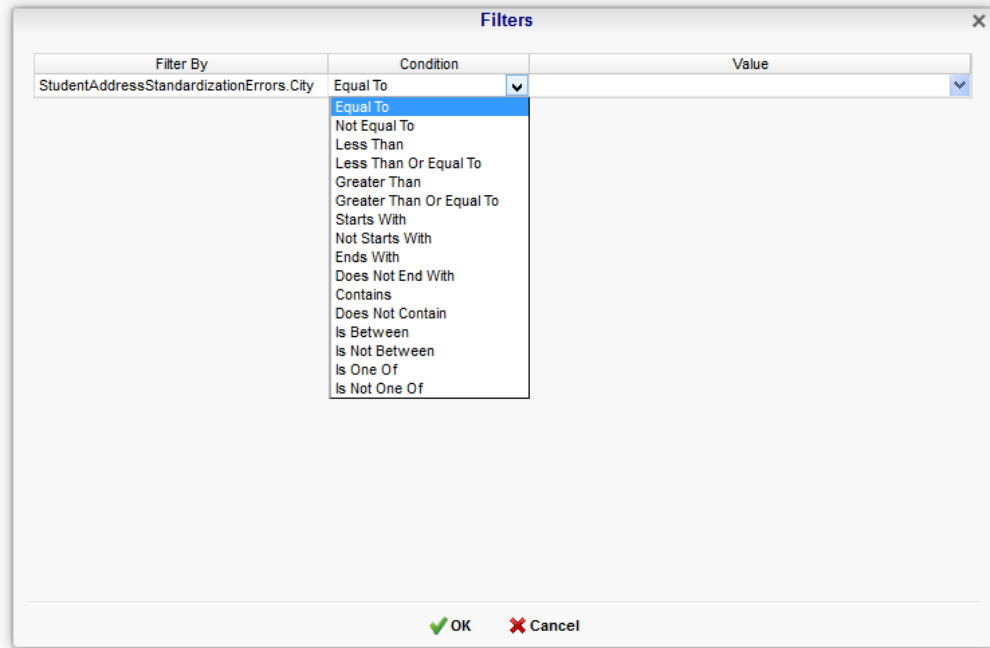 Filters
Filter By Condition Value
StudentAddressStandardizationErrors.City Equal To
Equal To
Not Equal To
Less Than
Less Than Or Equal To
Greater Than
Greater Than Or Equal To
Starts With
Not Starts With
Ends With
Does Not End With
Contains
Does Not Contain
Is Between
Is Not Between
Is One Of
Is Not One Of
OK Cancel